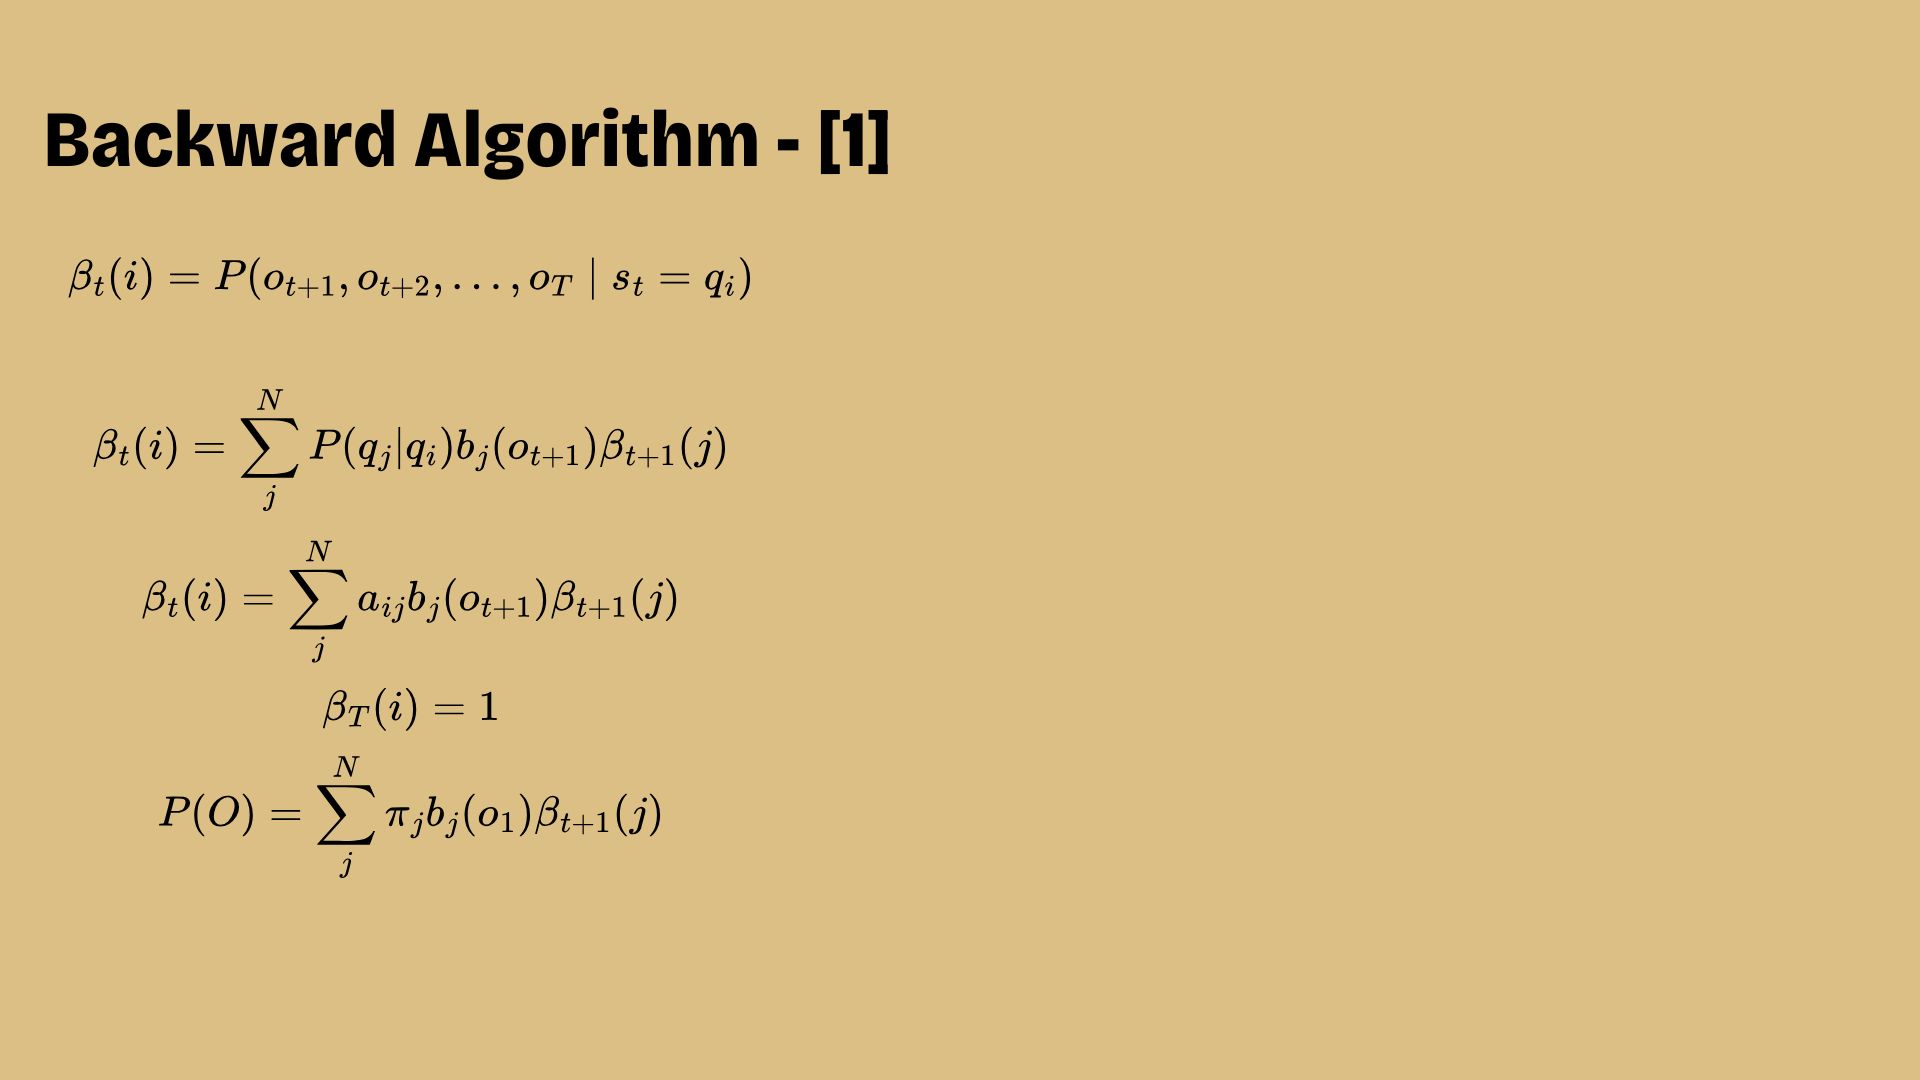 Backward Algorithm - [1]
$\beta_t(i) = P(o_{t+1}, o_{t+2}, \ldots, o_T \mid s_t = q_i)$
$\beta_t(i) = \sum_{j}^{N} P(q_j|q_i) b_j(o_{t+1}) \beta_{t+1}(j)$
$\beta_t(i) = \sum_{j}^{N} a_{ij} b_j(o_{t+1}) \beta_{t+1}(j)$
$\beta_T(i) = 1$
$P(O) = \sum_{j}^{N} \pi_j b_j(o_1) \beta_{t+1}(j)$